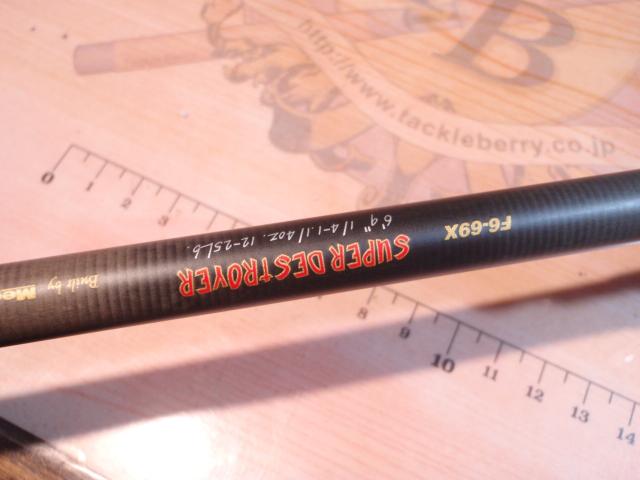 B
http://www.tackleberry.co.jp
0 1 2 3
F6-69X
SUPER DESTROYER
6'9" 1/4-1.1/4oz. 12-25Lb.
Built by Me
8 9 10 11 12 13 14